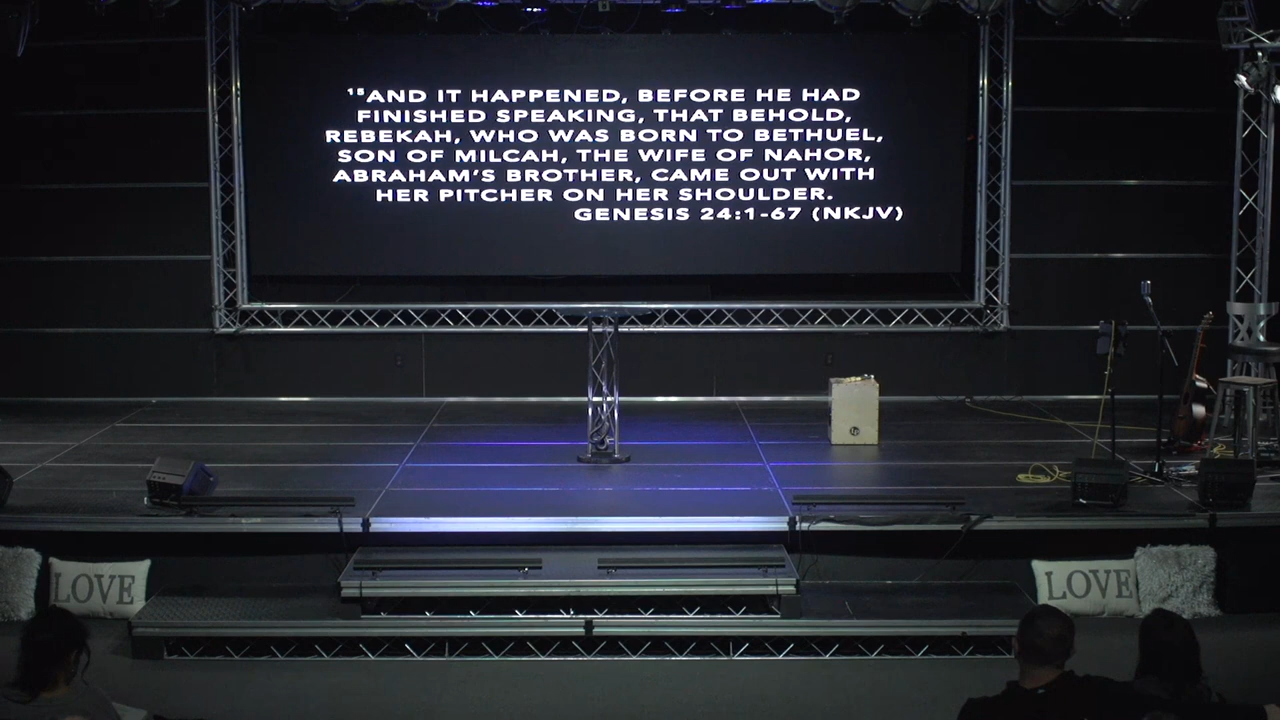 ¹⁵AND IT HAPPENED, BEFORE HE HAD
FINISHED SPEAKING, THAT BEHOLD,
REBEKAH, WHO WAS BORN TO BETHUEL,
SON OF MILCAH, THE WIFE OF NAHOR,
ABRAHAM'S BROTHER, CAME OUT WITH
HER PITCHER ON HER SHOULDER.
GENESIS 24:1-67 (NKJV)
LP
LOVE
LOVE